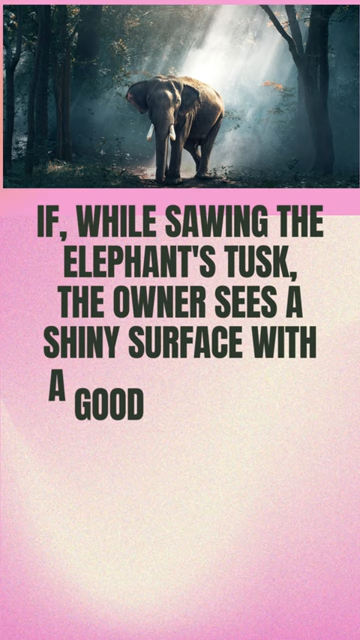 IF, WHILE SAWING THE
ELEPHANT'S TUSK,
THE OWNER SEES A
SHINY SURFACE WITH
A GOOD